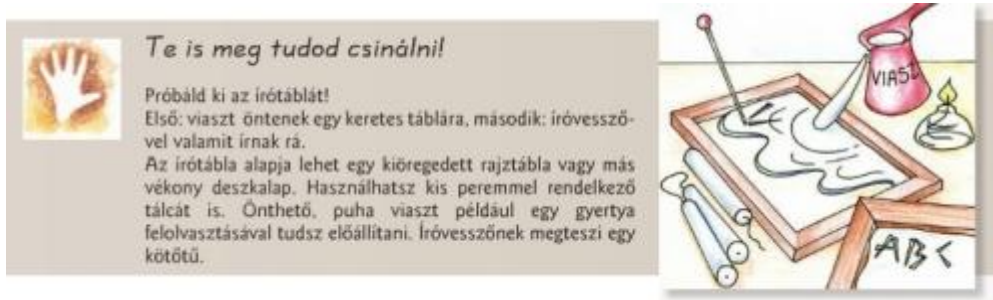 Te is meg tudod csinálni!
Próbáld ki az írótáblát!
Első: viaszt öntenek egy keretes táblára, második: íróvessző-
vel valamit írnak rá.
Az írótábla alapja lehet egy kiöregedett rajztábla vagy más
vékony deszkalap. Használhatsz kis peremmel rendelkező
tálcát is. Önthető, puha viaszt például egy gyertya
felolvasztásával tudsz előállítani. Íróvesszőnek megteszi egy
kötőtű.
VIASZ
ABC